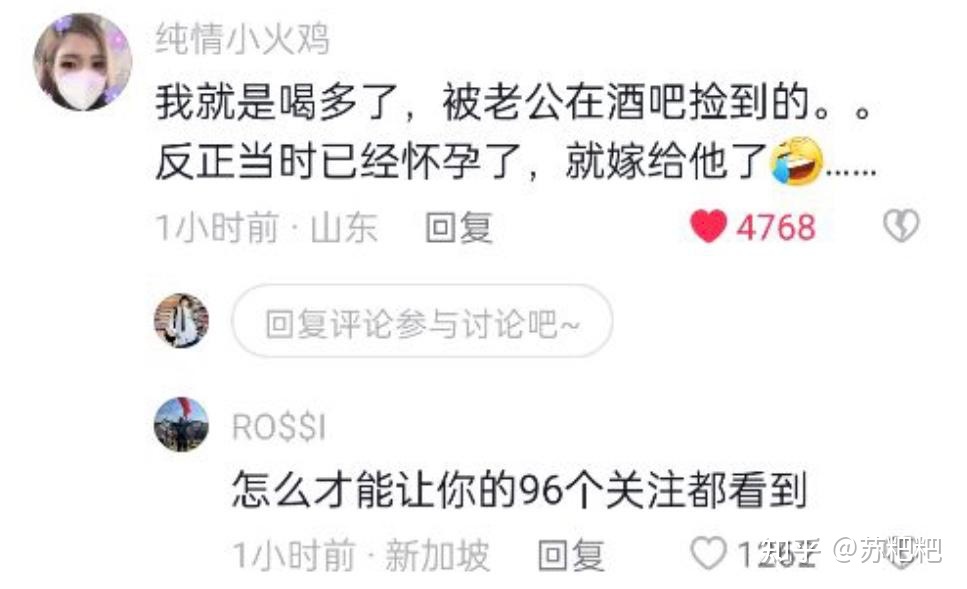 纯情小火鸡
我就是喝多了，被老公在酒吧捡到的。。
反正当时已经怀孕了，就嫁给他了🤣......
1小时前 · 山东 回复 4768
回复评论参与讨论吧~
RO$$I
怎么才能让你的96个关注都看到
1小时前 · 新加坡 回复
知乎 @苏粑粑